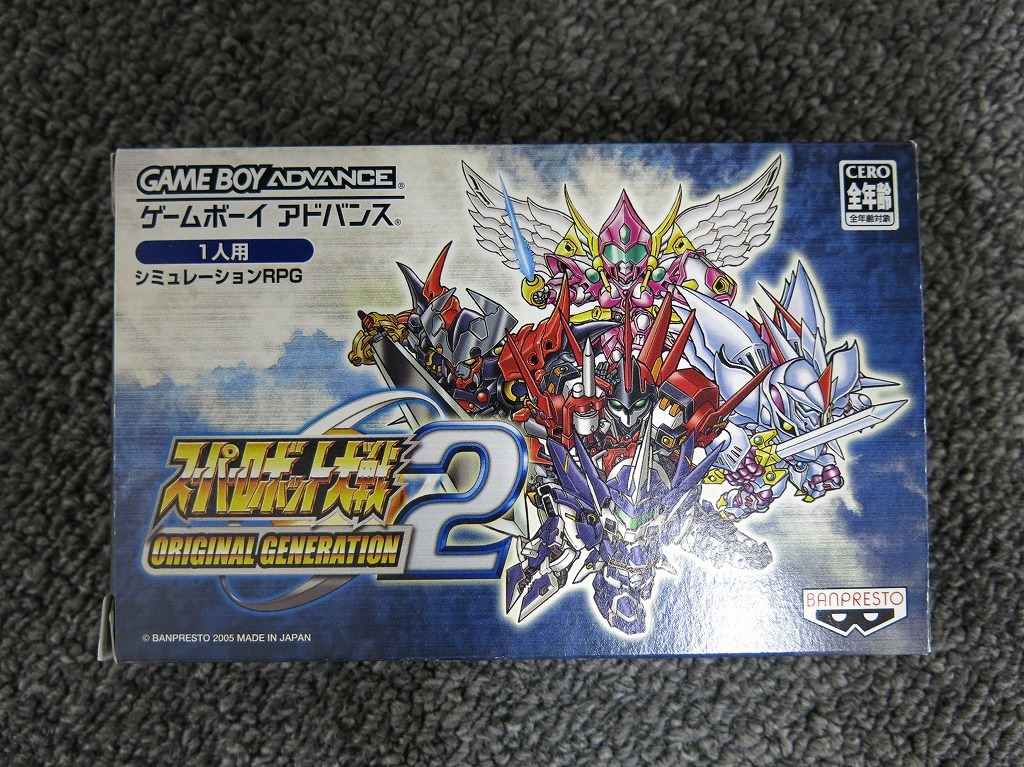 GAME BOY ADVANCE®
ゲームボーイ アドバンス®
1人用
シミュレーションRPG
CERO
全年齢
全年齢対象
スーパーロボット大戦
ORIGINAL GENERATION
2
BANPRESTO
© BANPRESTO 2005 MADE IN JAPAN